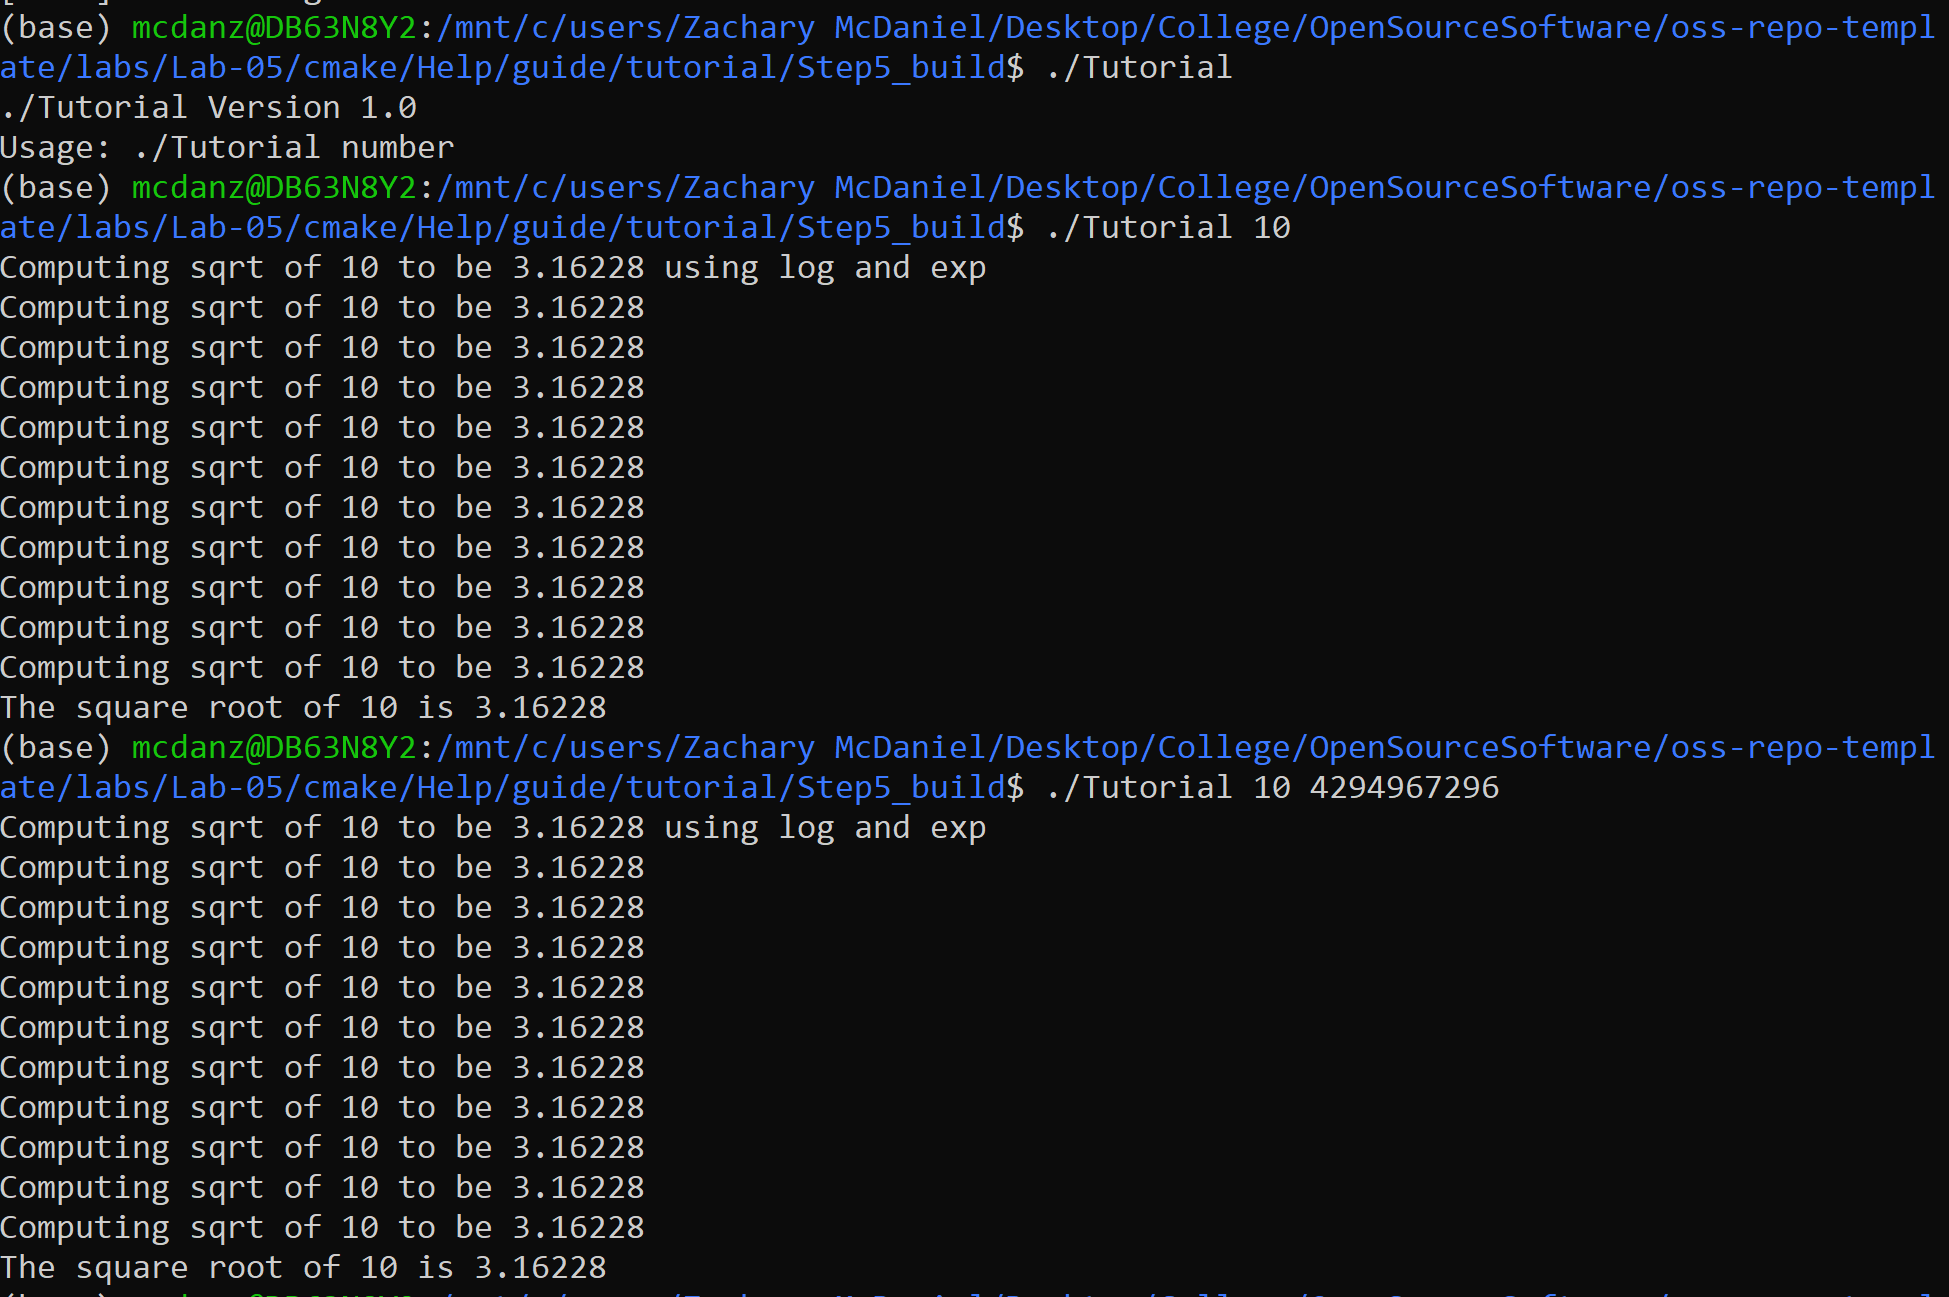 (base) mcdanz@DB63N8Y2:/mnt/c/users/Zachary McDaniel/Desktop/College/OpenSourceSoftware/oss-repo-templ
ate/labs/Lab-05/cmake/Help/guide/tutorial/Step5_build$ ./Tutorial
./Tutorial Version 1.0
Usage: ./Tutorial number
(base) mcdanz@DB63N8Y2:/mnt/c/users/Zachary McDaniel/Desktop/College/OpenSourceSoftware/oss-repo-templ
ate/labs/Lab-05/cmake/Help/guide/tutorial/Step5_build$ ./Tutorial 10
Computing sqrt of 10 to be 3.16228 using log and exp
Computing sqrt of 10 to be 3.16228
Computing sqrt of 10 to be 3.16228
Computing sqrt of 10 to be 3.16228
Computing sqrt of 10 to be 3.16228
Computing sqrt of 10 to be 3.16228
Computing sqrt of 10 to be 3.16228
Computing sqrt of 10 to be 3.16228
Computing sqrt of 10 to be 3.16228
Computing sqrt of 10 to be 3.16228
Computing sqrt of 10 to be 3.16228
The square root of 10 is 3.16228
(base) mcdanz@DB63N8Y2:/mnt/c/users/Zachary McDaniel/Desktop/College/OpenSourceSoftware/oss-repo-templ
ate/labs/Lab-05/cmake/Help/guide/tutorial/Step5_build$ ./Tutorial 10 4294967296
Computing sqrt of 10 to be 3.16228 using log and exp
Computing sqrt of 10 to be 3.16228
Computing sqrt of 10 to be 3.16228
Computing sqrt of 10 to be 3.16228
Computing sqrt of 10 to be 3.16228
Computing sqrt of 10 to be 3.16228
Computing sqrt of 10 to be 3.16228
Computing sqrt of 10 to be 3.16228
Computing sqrt of 10 to be 3.16228
Computing sqrt of 10 to be 3.16228
Computing sqrt of 10 to be 3.16228
The square root of 10 is 3.16228